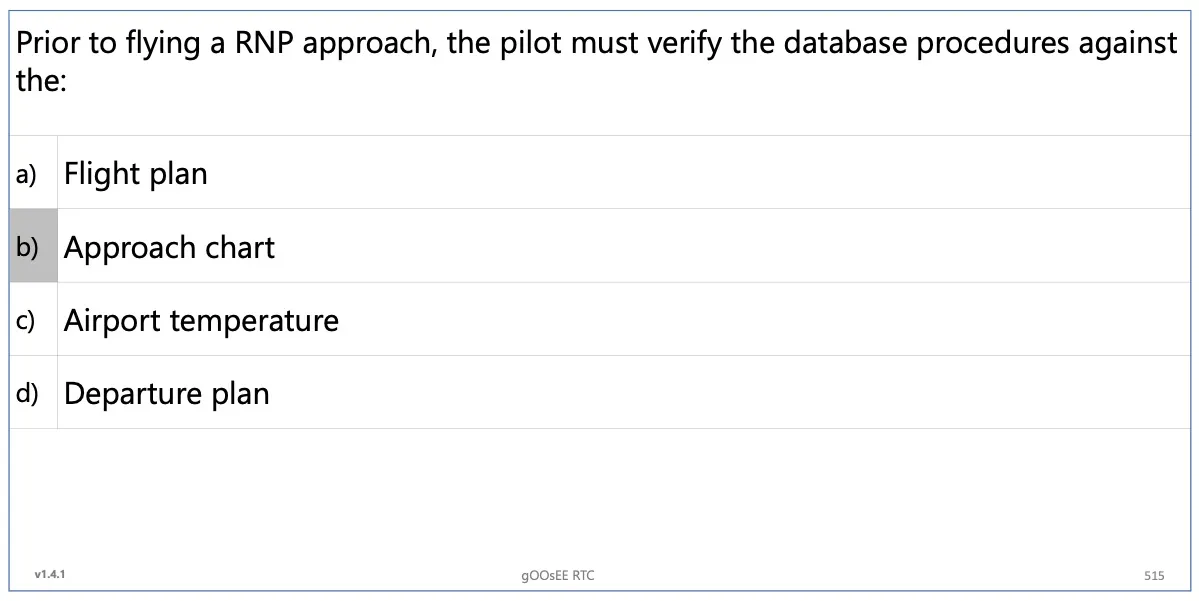 Prior to flying a RNP approach, the pilot must verify the database procedures against
the:
a) Flight plan
b) Approach chart
c) Airport temperature
d) Departure plan
v1.4.1 gOOsEE RTC 515